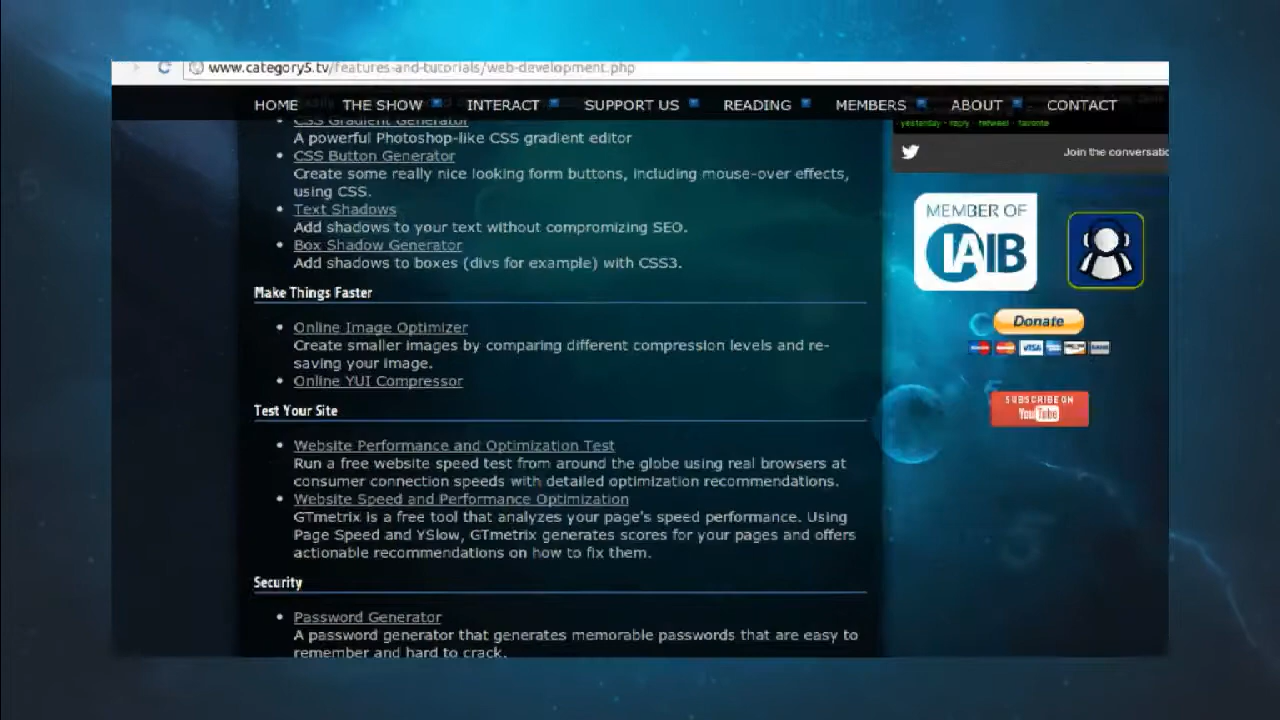 www.category5.tv/features-and-tutorials/web-development.php
HOME THE SHOW INTERACT SUPPORT US READING MEMBERS ABOUT CONTACT
CSS Gradient Generator
A powerful Photoshop-like CSS gradient editor
CSS Button Generator
Create some really nice looking form buttons, including mouse-over effects,
using CSS.
Text Shadows
Add shadows to your text without compromizing SEO.
Box Shadow Generator
Add shadows to boxes (divs for example) with CSS3.
Make Things Faster
Online Image Optimizer
Create smaller images by comparing different compression levels and re-
saving your image.
Online YUI Compressor
Test Your Site
Website Performance and Optimization Test
Run a free website speed test from around the globe using real browsers at
consumer connection speeds with detailed optimization recommendations.
Website Speed and Performance Optimization
GTmetrix is a free tool that analyzes your page's speed performance. Using
Page Speed and YSlow, GTmetrix generates scores for your pages and offers
actionable recommendations on how to fix them.
Security
Password Generator
A password generator that generates memorable passwords that are easy to
remember and hard to crack.
yesterday · reply · retweet · favorite
Join the conversatio
MEMBER OF
IAIB
Donate
VISA
SUBSCRIBE ON
YouTube